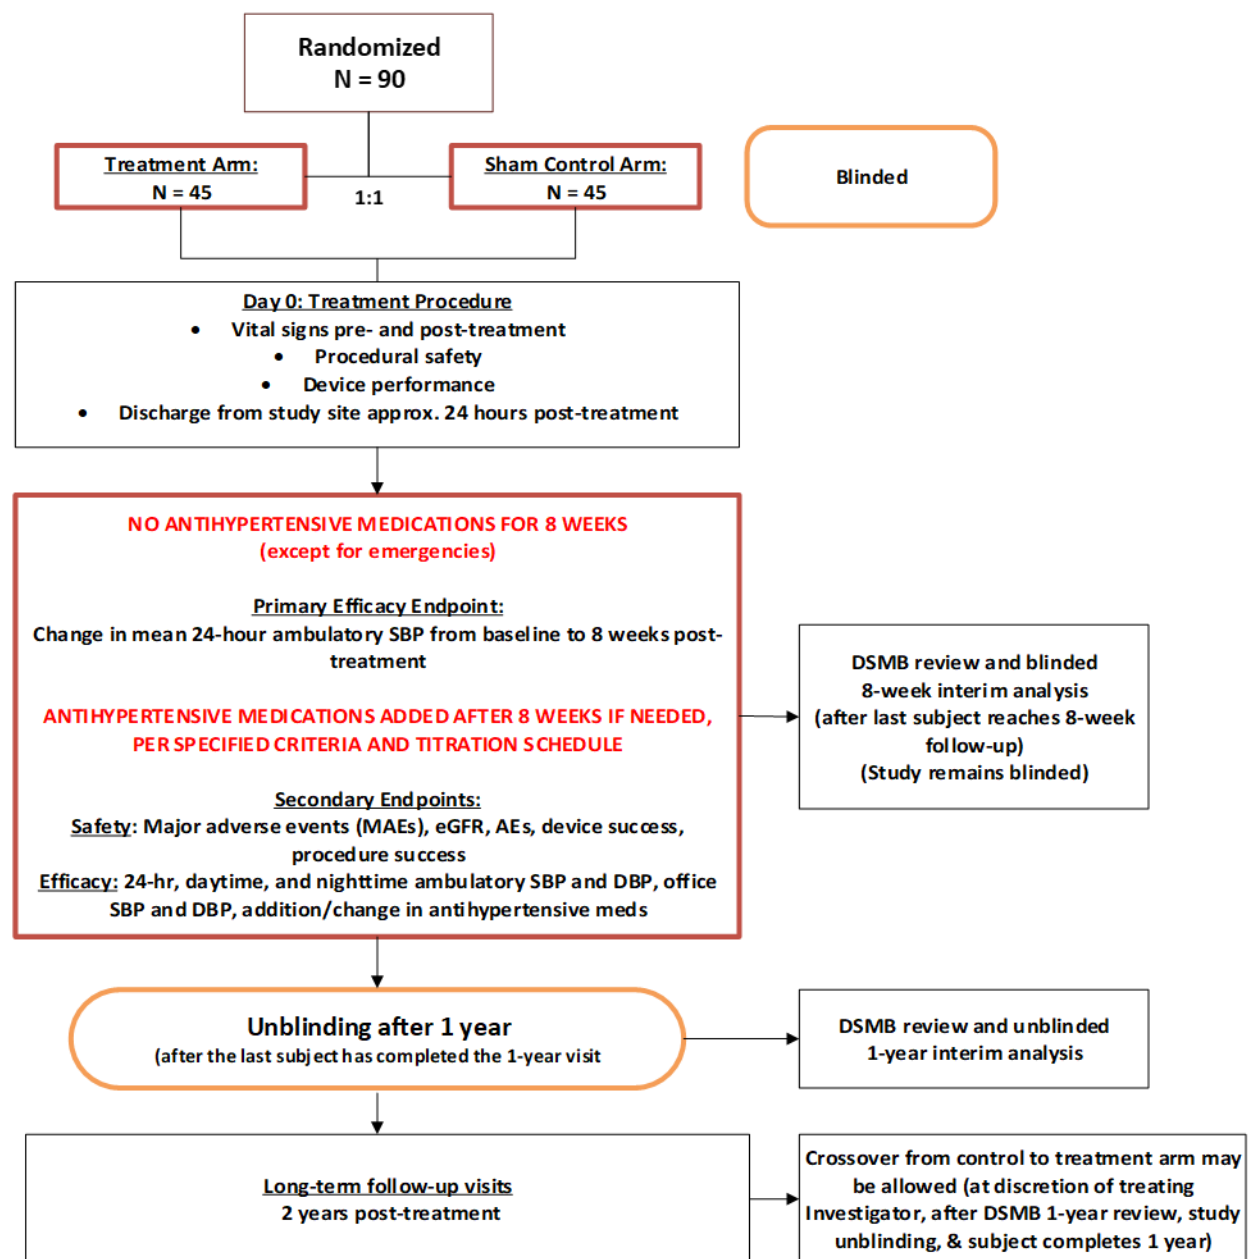 Randomized
N = 90
Treatment Arm:
N = 45
1:1
Sham Control Arm:
N = 45
Blinded
Day 0: Treatment Procedure
• Vital signs pre- and post-treatment
• Procedural safety
• Device performance
• Discharge from study site approx. 24 hours post-treatment
NO ANTIHYPERTENSIVE MEDICATIONS FOR 8 WEEKS
(except for emergencies)
Primary Efficacy Endpoint:
Change in mean 24-hour ambulatory SBP from baseline to 8 weeks post-
treatment
ANTIHYPERTENSIVE MEDICATIONS ADDED AFTER 8 WEEKS IF NEEDED,
PER SPECIFIED CRITERIA AND TITRATION SCHEDULE
Secondary Endpoints:
Safety: Major adverse events (MAEs), eGFR, AEs, device success,
procedure success
Efficacy: 24-hr, daytime, and nighttime ambulatory SBP and DBP, office
SBP and DBP, addition/change in antihypertensive meds
DSMB review and blinded
8-week interim analysis
(after last subject reaches 8-week
follow-up)
(Study remains blinded)
Unblinding after 1 year
(after the last subject has completed the 1-year visit
DSMB review and unblinded
1-year interim analysis
Long-term follow-up visits
2 years post-treatment
Crossover from control to treatment arm may
be allowed (at discretion of treating
Investigator, after DSMB 1-year review, study
unblinding, & subject completes 1 year)